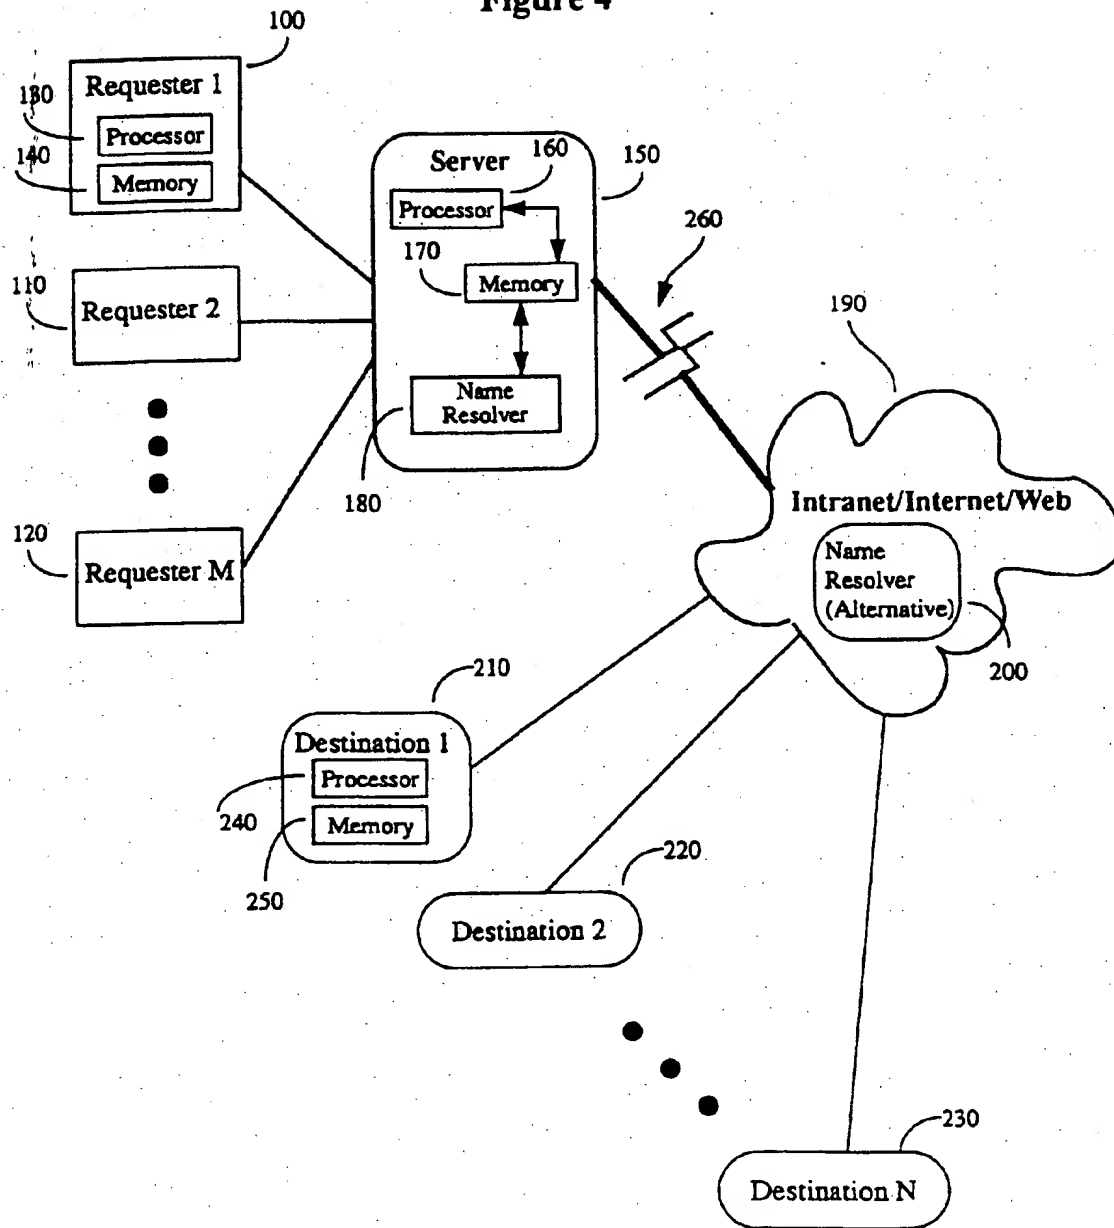 Figure 4
100
Requester 1
130
Processor
140
Memory
Server
160
150
Processor
260
170
Memory
110
Requester 2
190
Name
Resolver
180
Intranet/Internet/Web
120
Requester M
Name
Resolver
(Alternative)
200
210
Destination 1
Processor
240
Memory
250
220
Destination 2
230
Destination N